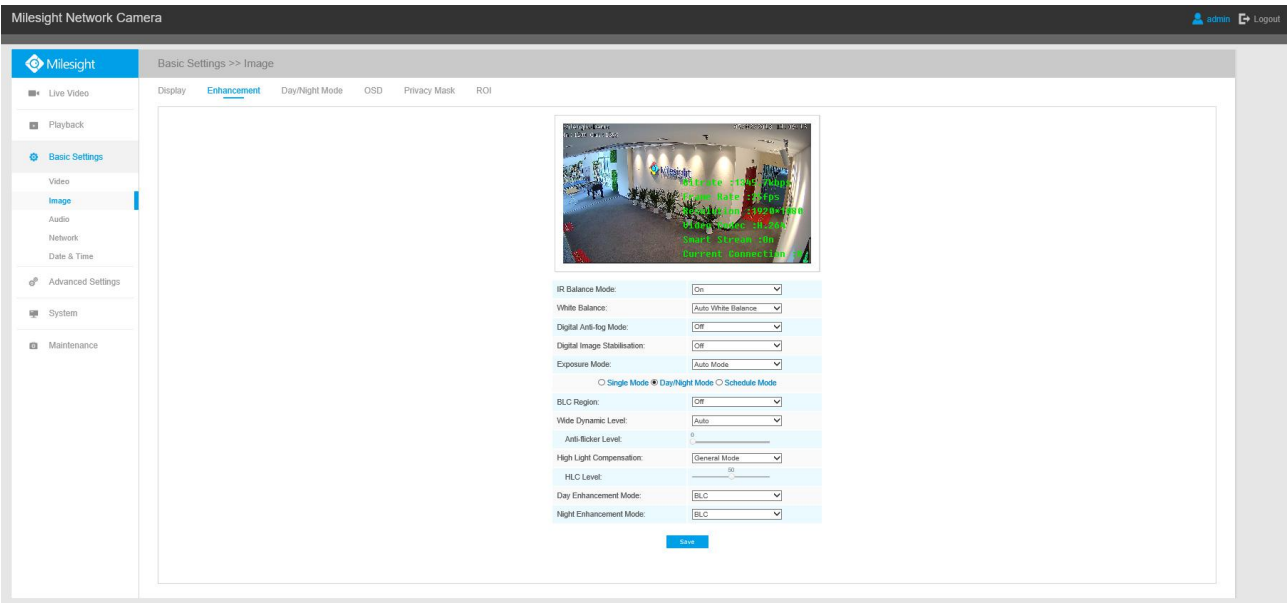 Milesight Network Camera
admin Logout
Milesight
Basic Settings >> Image
Live Video
Playback
Basic Settings
Video
Image
Audio
Network
Date & Time
Advanced Settings
System
Maintenance
Display Enhancement Day/Night Mode OSD Privacy Mask ROI
Milesight
Frame Rate :25fps
Resolution :1920*1080
Smart Stream :On
Current Connection
IR Balance Mode: On
White Balance: Auto White Balance
Digital Anti-fog Mode: Off
Digital Image Stabilisation: Off
Exposure Mode: Auto Mode
Single Mode Day/Night Mode Schedule Mode
BLC Region: Off
Wide Dynamic Level: Auto
Anti-flicker Level: 0
High Light Compensation: General Mode
HLC Level: 50
Day Enhancement Mode: BLC
Night Enhancement Mode: BLC
Save